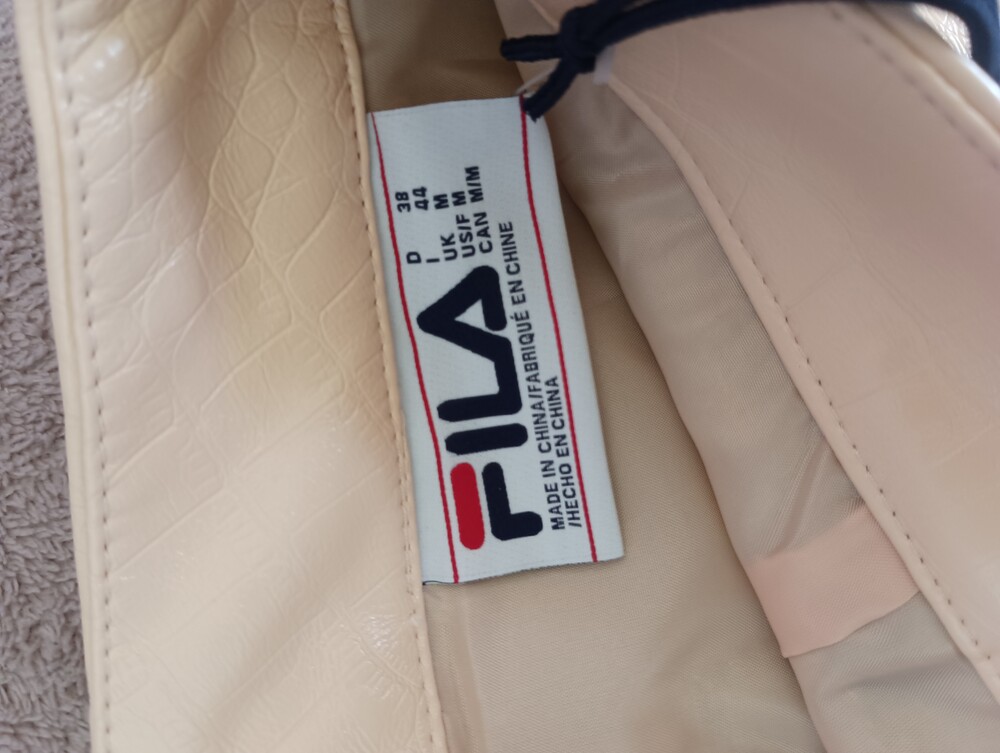 FILA
D 38
I 44
UK M
US/F M
CAN M/M
MADE IN CHINA/FABRIQUÉ EN CHINE
/HECHO EN CHINA